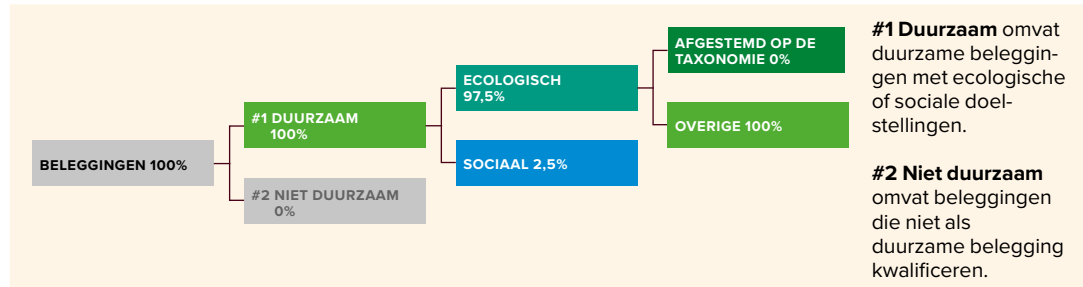 BELEGGINGEN 100%
#1 DUURZAAM
100%
#2 NIET DUURZAAM
0%
ECOLOGISCH
97,5%
SOCIAAL 2,5%
AFGESTEMD OP DE
TAXONOMIE 0%
OVERIGE 100%
#1 Duurzaam omvat
duurzame beleggin-
gen met ecologische
of sociale doel-
stellingen.
#2 Niet duurzaam
omvat beleggingen
die niet als
duurzame belegging
kwalificeren.